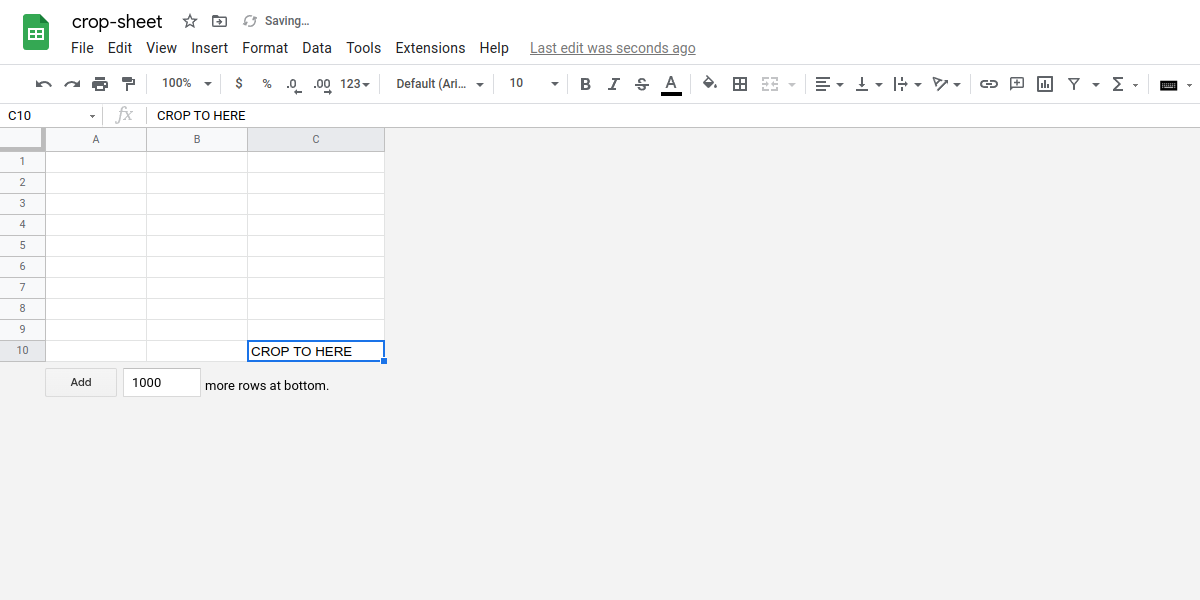 crop-sheet Saving...
File Edit View Insert Format Data Tools Extensions Help Last edit was seconds ago
100% $ % .0 .00 123 Default (Ari... 10 B I S A Σ
C10 fx CROP TO HERE
A B C
1
2
3
4
5
6
7
8
9
10 CROP TO HERE
Add 1000 more rows at bottom.